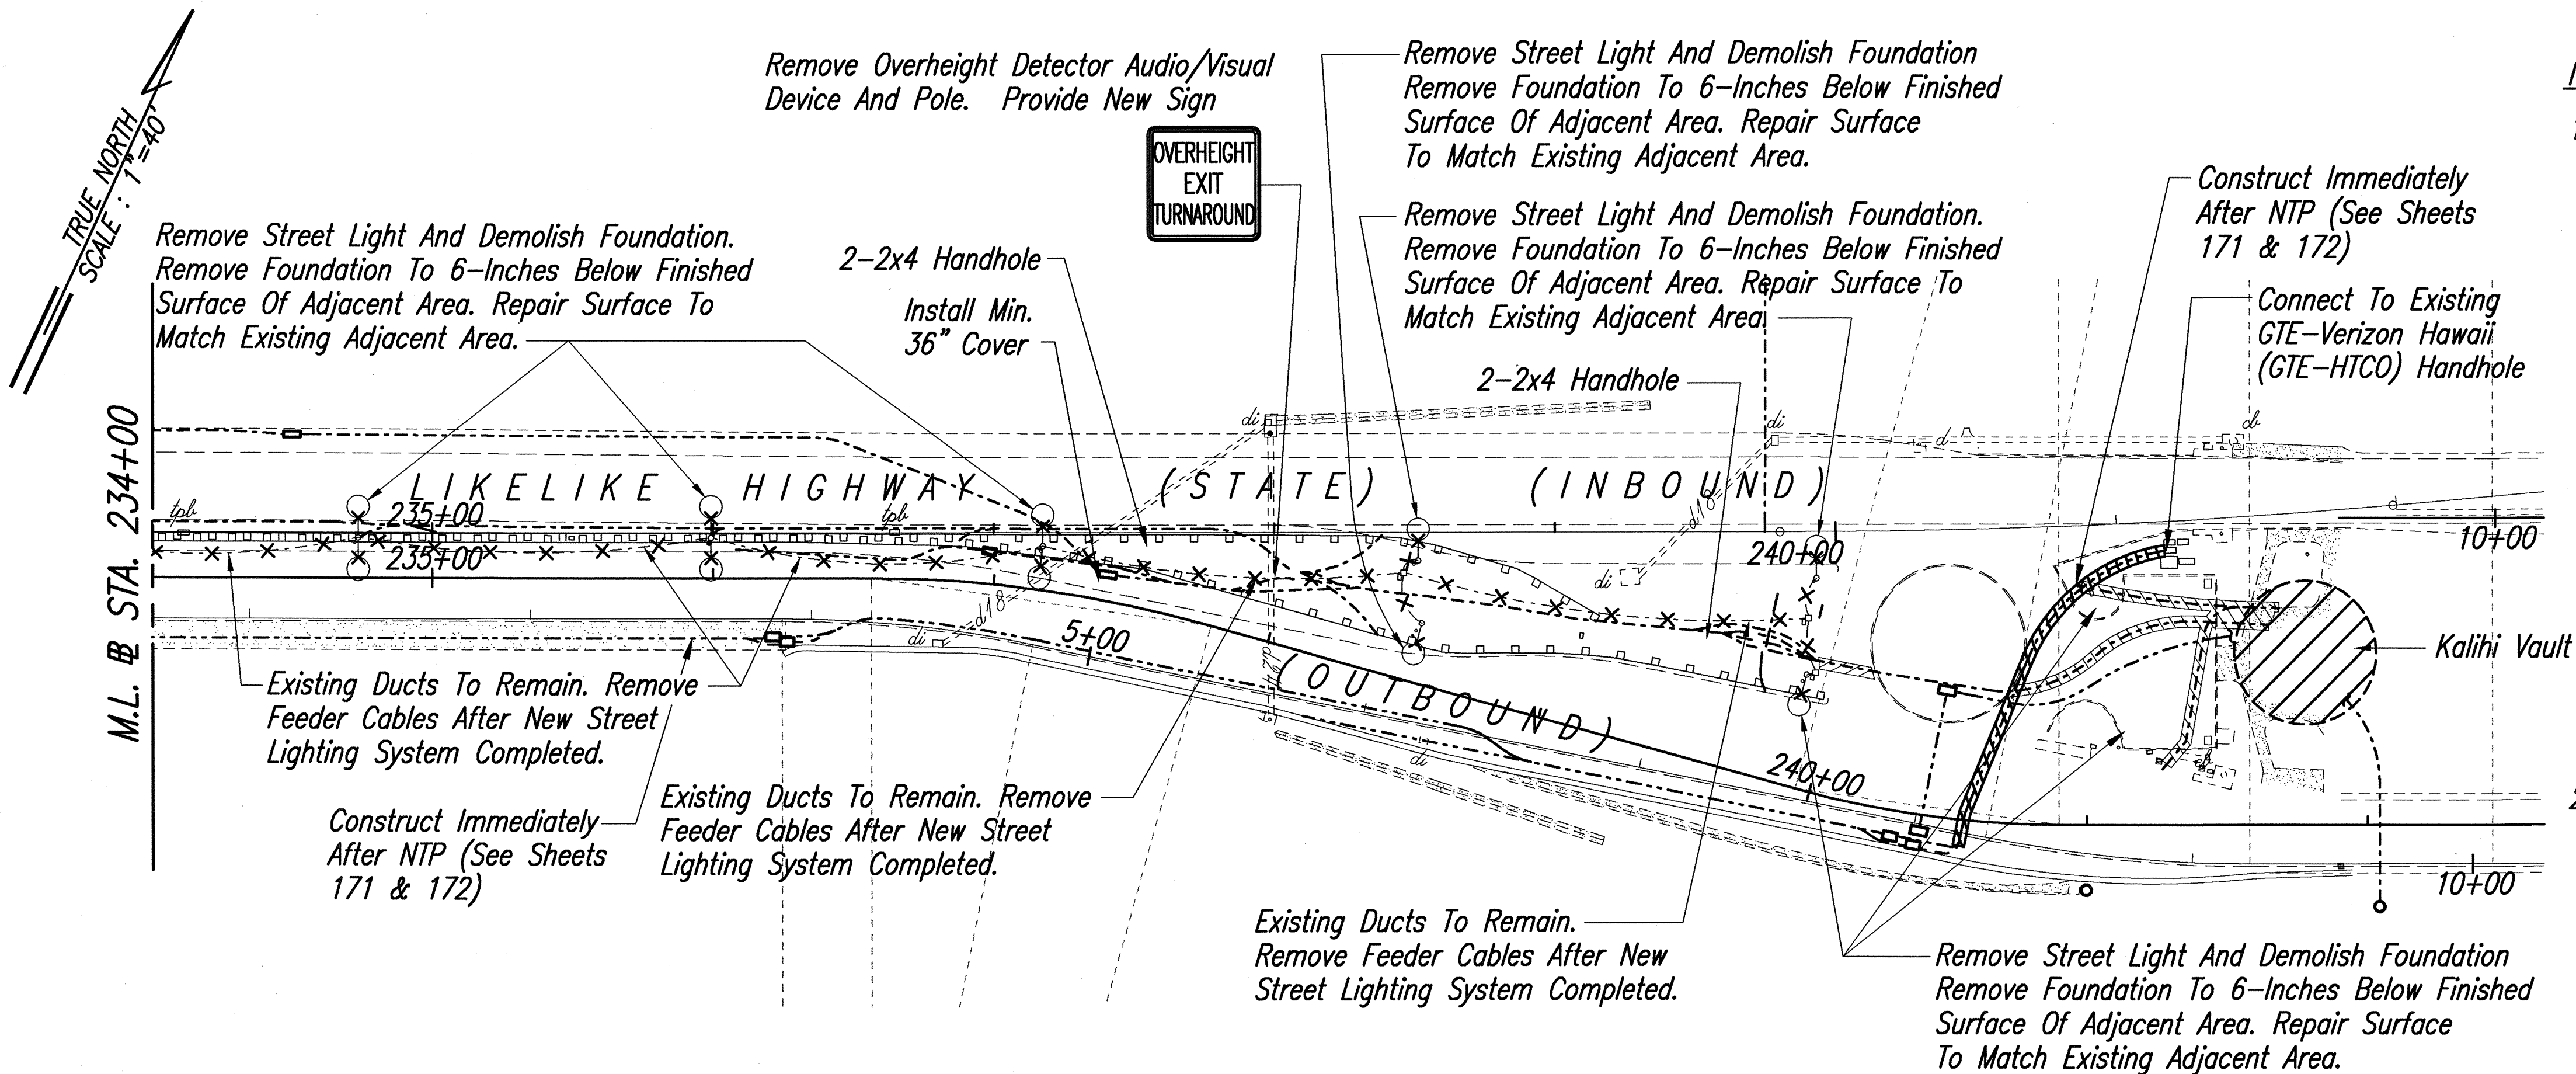 TRUE NORTH
SCALE : 1"=40'
Remove Overheight Detector Audio/Visual
Device And Pole. Provide New Sign
OVERHEIGHT
EXIT
TURNAROUND
Remove Street Light And Demolish Foundation
Remove Foundation To 6-Inches Below Finished
Surface Of Adjacent Area. Repair Surface
To Match Existing Adjacent Area.
Remove Street Light And Demolish Foundation.
Remove Foundation To 6-Inches Below Finished
Surface Of Adjacent Area. Repair Surface To
Match Existing Adjacent Area.
Construct Immediately
After NTP (See Sheets
171 & 172)
Connect To Existing
GTE-Verizon Hawaii
(GTE-HTCO) Handhole
Remove Street Light And Demolish Foundation.
Remove Foundation To 6-Inches Below Finished
Surface Of Adjacent Area. Repair Surface To
Match Existing Adjacent Area.
2-2x4 Handhole
Install Min.
36" Cover
2-2x4 Handhole
M.L. STA. 234+00
di
di
d
cb
LIKELIKE HIGHWAY (STATE) (INBOUND)
tpb
235+00
tpb
d18
240+00
10+00
235+00
di
d18
di
5+00
(OUTBOUND)
di
240+00
Kalihi Vault
10+00
Existing Ducts To Remain. Remove
Feeder Cables After New Street
Lighting System Completed.
Construct Immediately
After NTP (See Sheets
171 & 172)
Existing Ducts To Remain. Remove
Feeder Cables After New Street
Lighting System Completed.
Existing Ducts To Remain.
Remove Feeder Cables After New
Street Lighting System Completed.
Remove Street Light And Demolish Foundation
Remove Foundation To 6-Inches Below Finished
Surface Of Adjacent Area. Repair Surface
To Match Existing Adjacent Area.